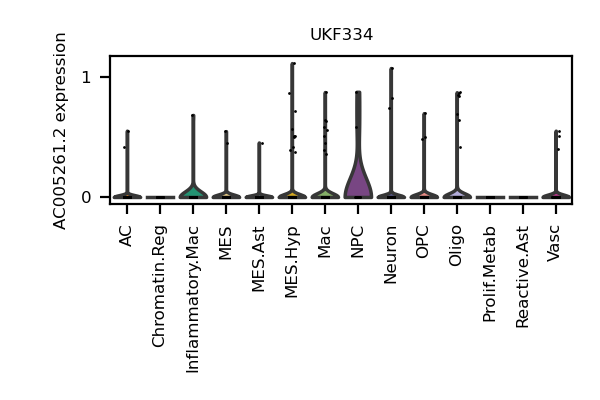 UKF334
AC005261.2 expression
1
0
AC
Chromatin.Reg
Inflammatory.Mac
MES
MES.Ast
MES.Hyp
Mac
NPC
Neuron
OPC
Oligo
Prolif.Metab
Reactive.Ast
Vasc